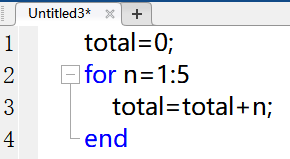 Untitled3*
1 total=0;
2 for n=1:5
3 total=total+n;
4 end